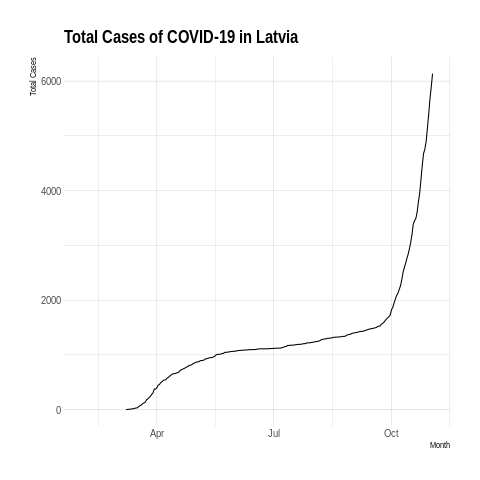 Total Cases of COVID-19 in Latvia
Total Cases
6000
4000
2000
0
Apr Jul Oct
Month